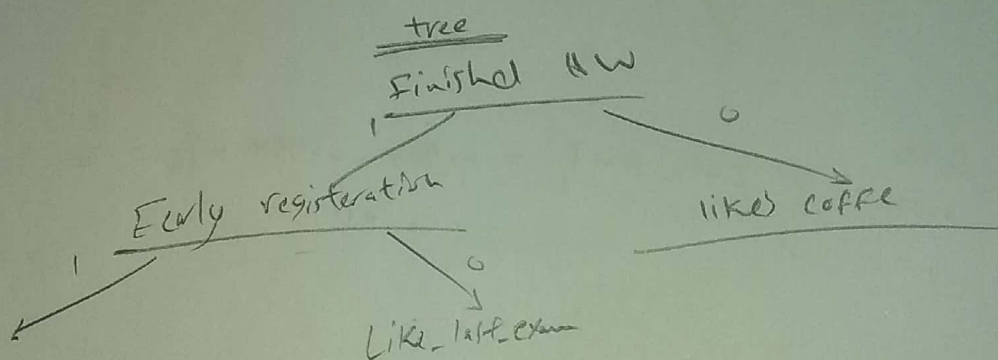 tree
Finished HW
1 0
Early registeration
likes coffe
1 0
Like_last_exam